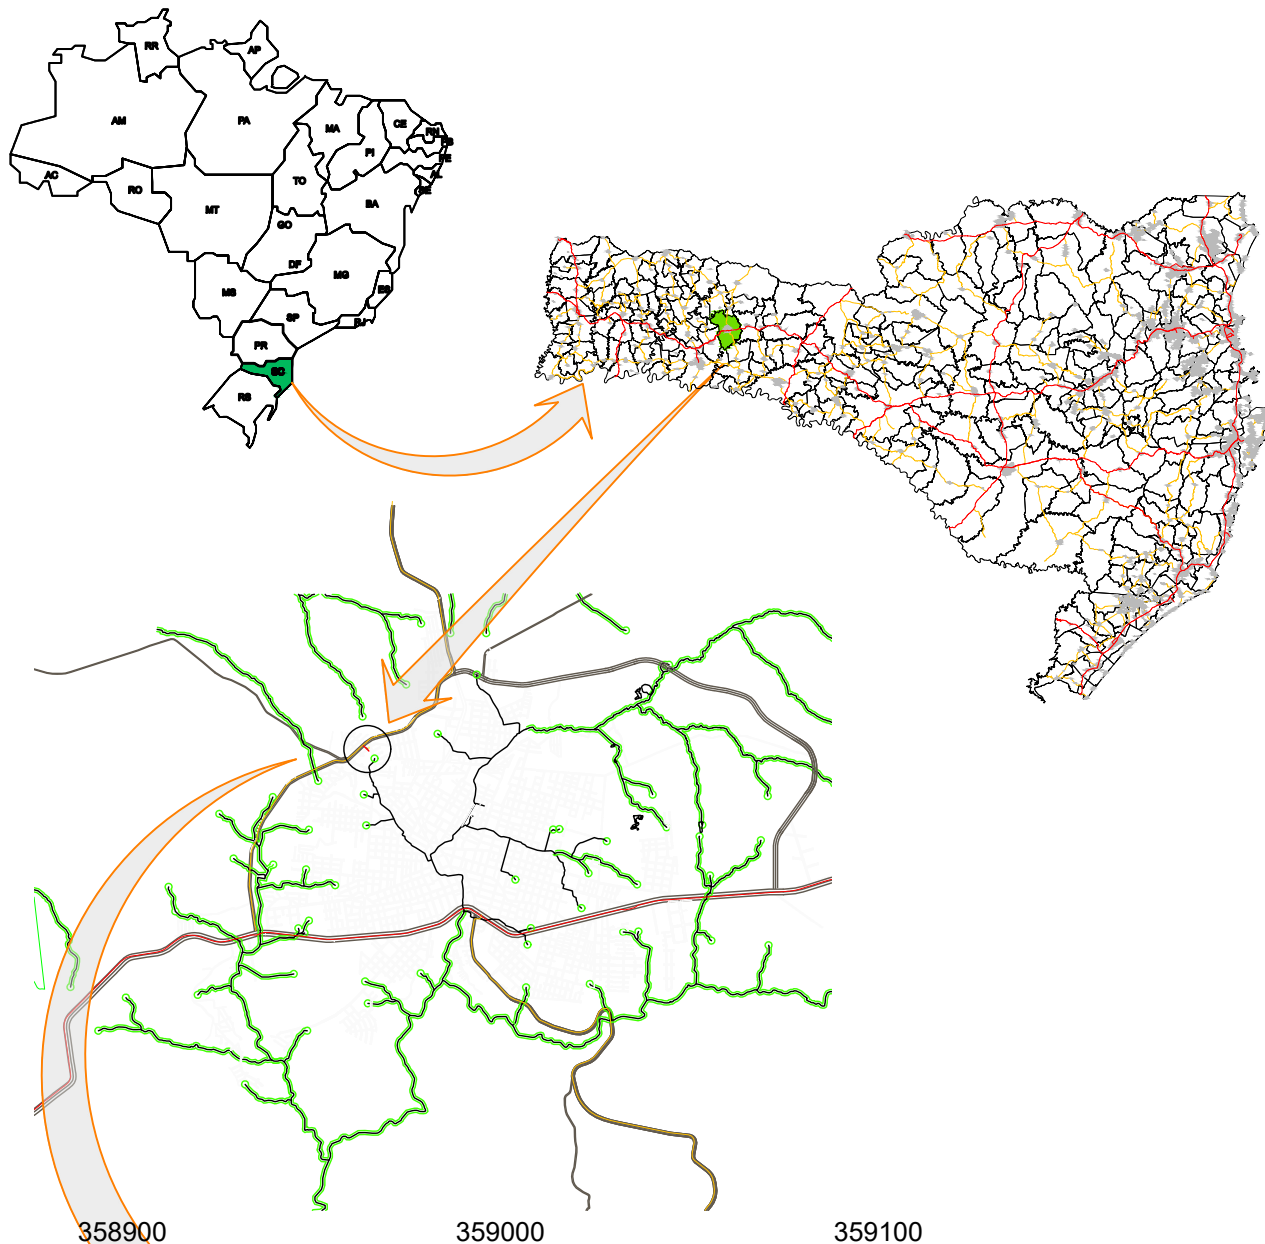 RR
AP
AM
PA
MA
CE
RN
PB
PI
PE
AC
AL
RO
TO
SE
MT
BA
GO
DF
MG
MS
ES
SP
RJ
PR
SC
RS
358900
359000
359100